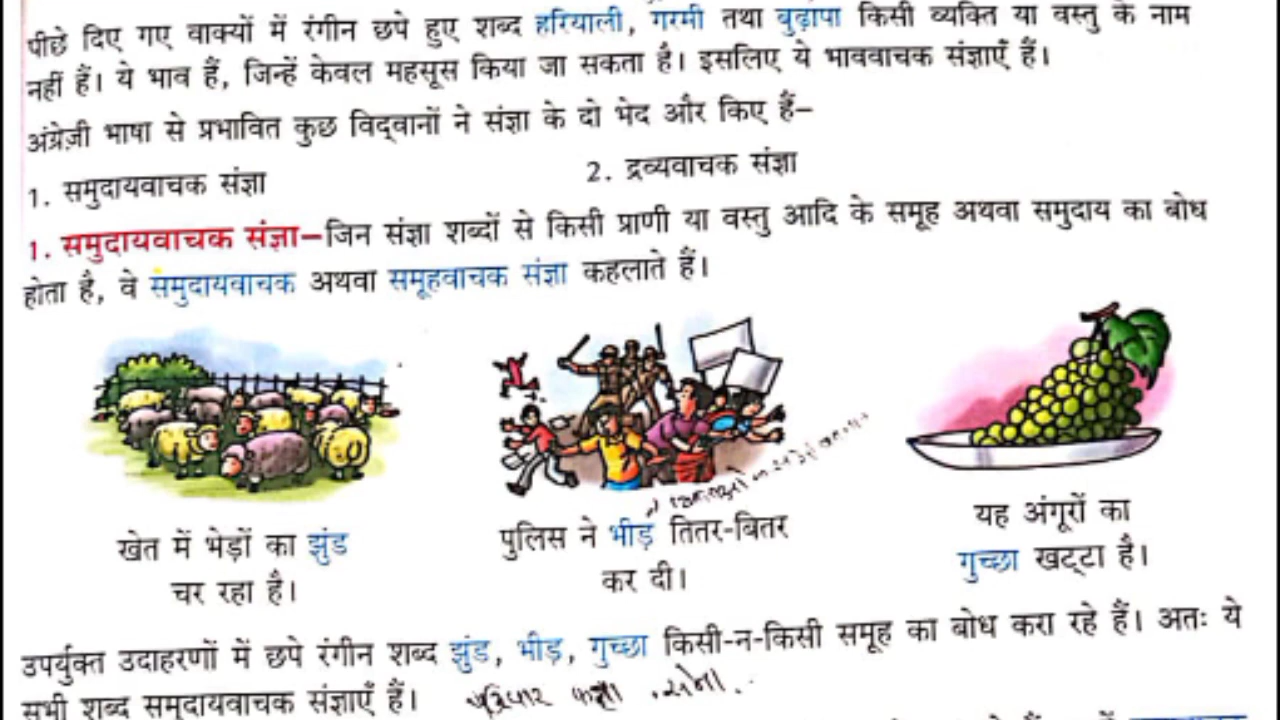 पीछे दिए गए वाक्यों में रंगीन छपे हुए शब्द हरियाली, गरमी तथा बुढ़ापा किसी व्यक्ति या वस्तु के नाम
नहीं हैं। ये भाव हैं, जिन्हें केवल महसूस किया जा सकता है। इसलिए ये भाववाचक संज्ञाएँ हैं।
अंग्रेज़ी भाषा से प्रभावित कुछ विद्वानों ने संज्ञा के दो भेद और किए हैं–
1. समुदायवाचक संज्ञा 2. द्रव्यवाचक संज्ञा
1. समुदायवाचक संज्ञा–जिन संज्ञा शब्दों से किसी प्राणी या वस्तु आदि के समूह अथवा समुदाय का बोध
होता है, वे समुदायवाचक अथवा समूहवाचक संज्ञा कहलाते हैं।
खेत में भेड़ों का झुंड
चर रहा है।
पुलिस ने भीड़ तितर-बितर
कर दी।
यह अंगूरों का
गुच्छा खट्टा है।
उपर्युक्त उदाहरणों में छपे रंगीन शब्द झुंड, भीड़, गुच्छा किसी-न-किसी समूह का बोध करा रहे हैं। अतः ये
सभी शब्द समुदायवाचक संज्ञाएँ हैं। परिवार कक्षा .सेना..